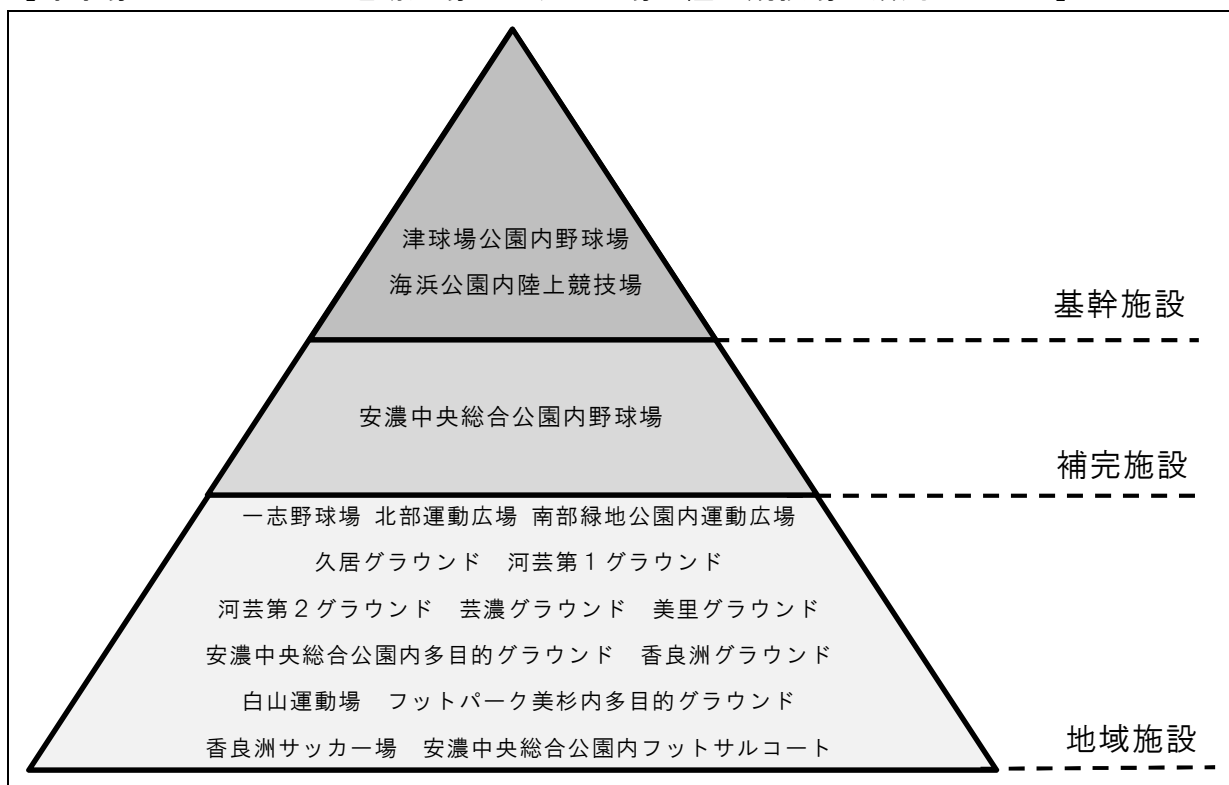 津球場公園内野球場
海浜公園内陸上競技場
基幹施設
安濃中央総合公園内野球場
補完施設
一志野球場 北部運動広場 南部緑地公園内運動広場
久居グラウンド 河芸第１グラウンド
河芸第２グラウンド 芸濃グラウンド 美里グラウンド
安濃中央総合公園内多目的グラウンド 香良洲グラウンド
白山運動場 フットパーク美杉内多目的グラウンド
香良洲サッカー場 安濃中央総合公園内フットサルコート
地域施設